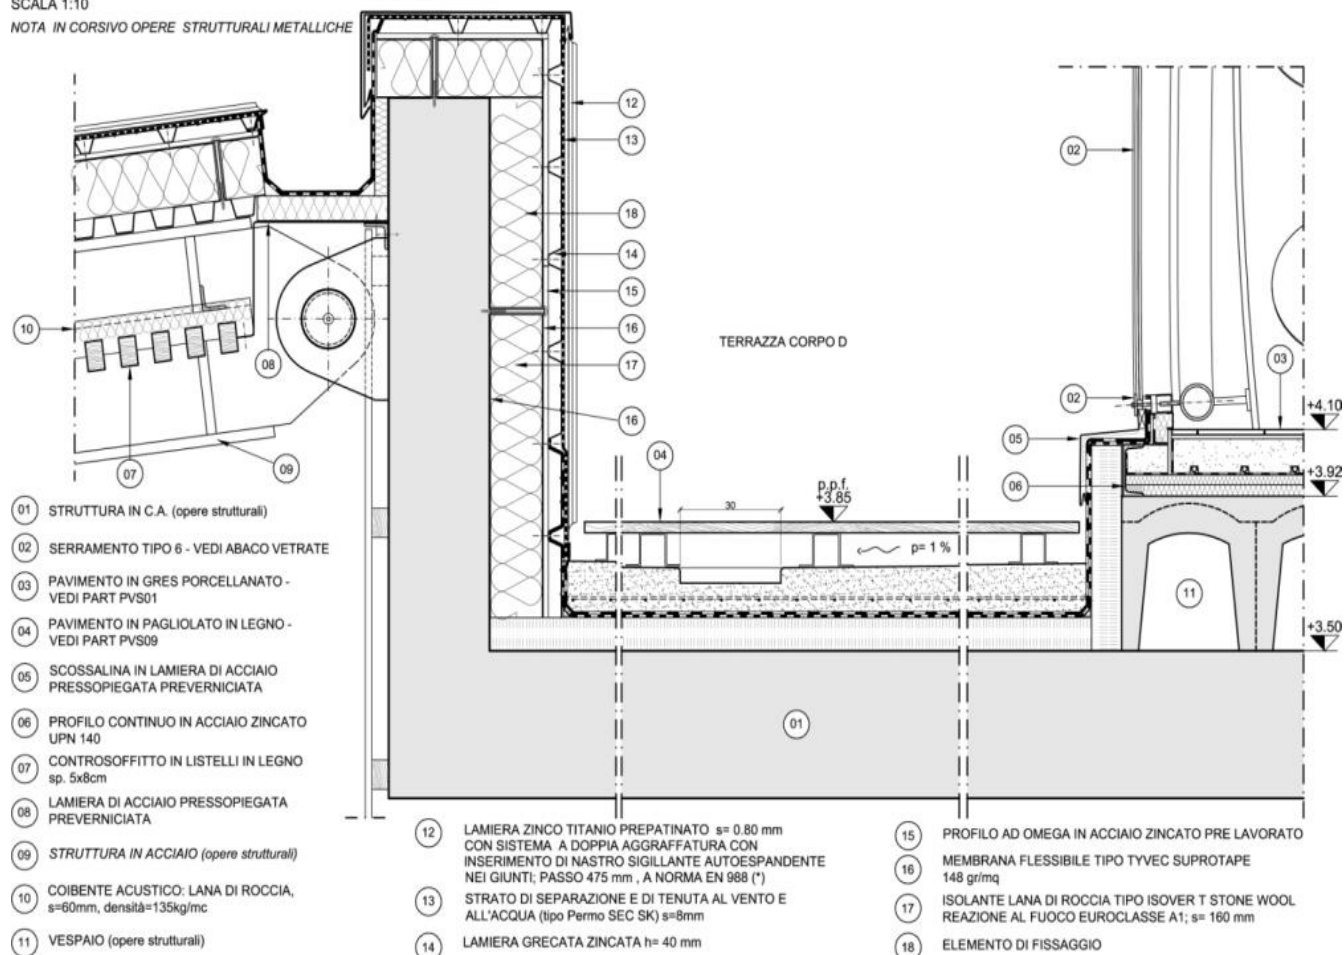 SCALA 1:10
NOTA IN CORSIVO OPERE STRUTTURALI METALLICHE
12
13
18
14
15
16
17
16
10
08
07
09
TERRAZZA CORPO D
02
03
02
05
06
04
30
p.p.f.
+3.85
p= 1 %
+4.10
+3.92
11
+3.50
01
01 STRUTTURA IN C.A. (opere strutturali)
02 SERRAMENTO TIPO 6 - VEDI ABACO VETRATE
03 PAVIMENTO IN GRES PORCELLANATO -
VEDI PART PVS01
04 PAVIMENTO IN PAGLIOLATO IN LEGNO -
VEDI PART PVS09
05 SCOSSALINA IN LAMIERA DI ACCIAIO
PRESSOPIEGATA PREVERNICIATA
06 PROFILO CONTINUO IN ACCIAIO ZINCATO
UPN 140
07 CONTROSOFFITTO IN LISTELLI IN LEGNO
sp. 5x8cm
08 LAMIERA DI ACCIAIO PRESSOPIEGATA
PREVERNICIATA
09 STRUTTURA IN ACCIAIO (opere strutturali)
10 COIBENTE ACUSTICO: LANA DI ROCCIA,
s=60mm, densità=135kg/mc
11 VESPAIO (opere strutturali)
12 LAMIERA ZINCO TITANIO PREPATINATO s= 0.80 mm
CON SISTEMA A DOPPIA AGGRAFFATURA CON
INSERIMENTO DI NASTRO SIGILLANTE AUTOESPANDENTE
NEI GIUNTI; PASSO 475 mm , A NORMA EN 988 (*)
13 STRATO DI SEPARAZIONE E DI TENUTA AL VENTO E
ALL'ACQUA (tipo Permo SEC SK) s=8mm
14 LAMIERA GRECATA ZINCATA h= 40 mm
15 PROFILO AD OMEGA IN ACCIAIO ZINCATO PRE LAVORATO
16 MEMBRANA FLESSIBILE TIPO TYVEC SUPROTAPE
148 gr/mq
17 ISOLANTE LANA DI ROCCIA TIPO ISOVER T STONE WOOL
REAZIONE AL FUOCO EUROCLASSE A1; s= 160 mm
18 ELEMENTO DI FISSAGGIO